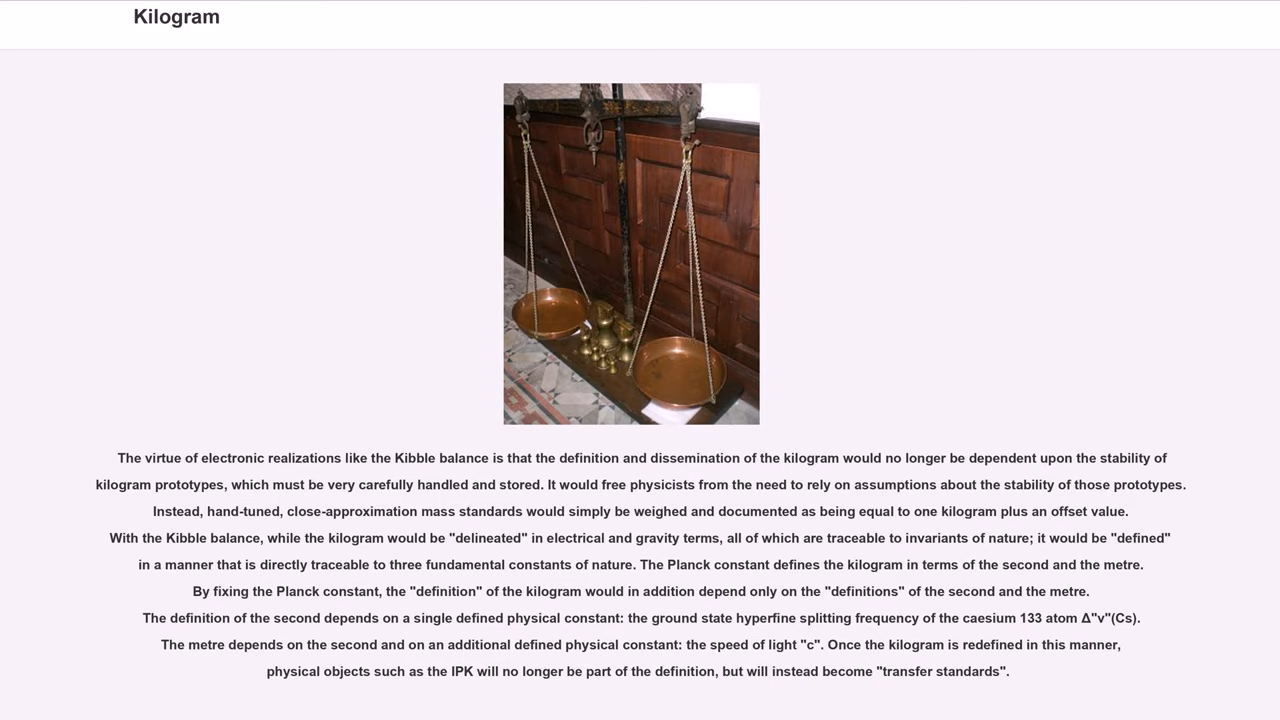 Kilogram
The virtue of electronic realizations like the Kibble balance is that the definition and dissemination of the kilogram would no longer be dependent upon the stability of
kilogram prototypes, which must be very carefully handled and stored. It would free physicists from the need to rely on assumptions about the stability of those prototypes.
Instead, hand-tuned, close-approximation mass standards would simply be weighed and documented as being equal to one kilogram plus an offset value.
With the Kibble balance, while the kilogram would be "delineated" in electrical and gravity terms, all of which are traceable to invariants of nature; it would be "defined"
in a manner that is directly traceable to three fundamental constants of nature. The Planck constant defines the kilogram in terms of the second and the metre.
By fixing the Planck constant, the "definition" of the kilogram would in addition depend only on the "definitions" of the second and the metre.
The definition of the second depends on a single defined physical constant: the ground state hyperfine splitting frequency of the caesium 133 atom Δ"ν"(Cs).
The metre depends on the second and on an additional defined physical constant: the speed of light "c". Once the kilogram is redefined in this manner,
physical objects such as the IPK will no longer be part of the definition, but will instead become "transfer standards".